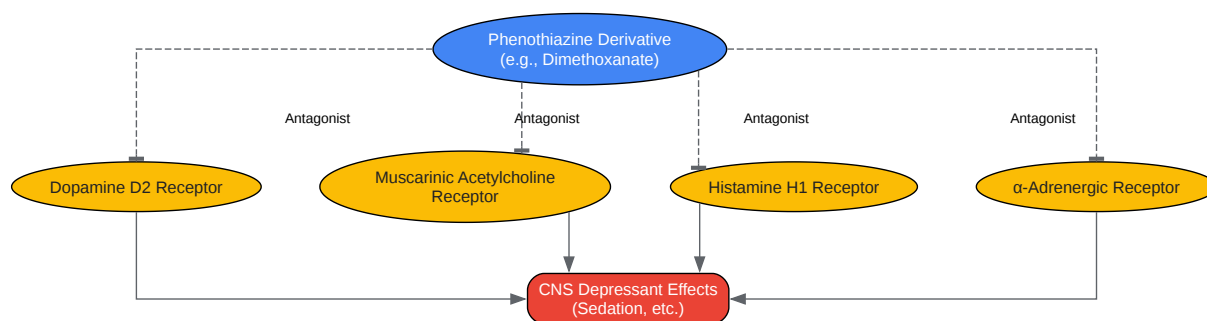 Phenothiazine Derivative
(e.g., Dimethoxanate)
Antagonist
Antagonist
Antagonist
Antagonist
Dopamine D2 Receptor
Muscarinic Acetylcholine
Receptor
Histamine H1 Receptor
α-Adrenergic Receptor
CNS Depressant Effects
(Sedation, etc.)